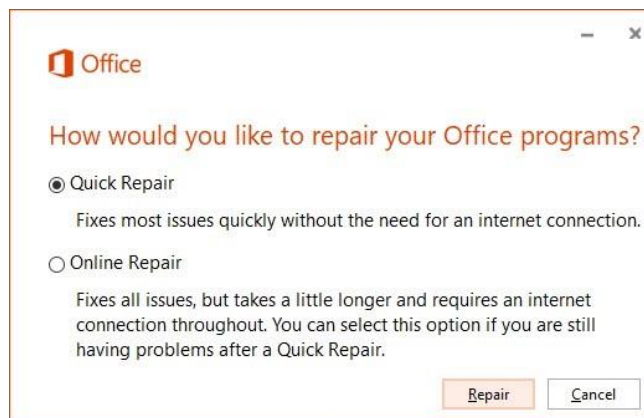 Office
How would you like to repair your Office programs?
Quick Repair
Fixes most issues quickly without the need for an internet connection.
Online Repair
Fixes all issues, but takes a little longer and requires an internet
connection throughout. You can select this option if you are still
having problems after a Quick Repair.
Repair Cancel